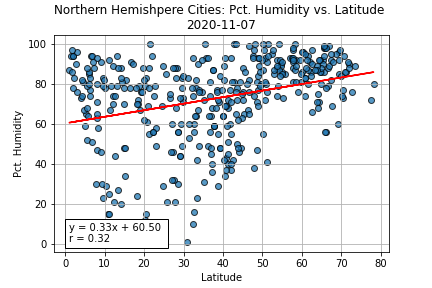 Northern Hemishpere Cities: Pct. Humidity vs. Latitude
2020-11-07
100
80
60
40
20
0
Pct. Humidity
y = 0.33x + 60.50
r = 0.32
0 10 20 30 40 50 60 70 80
Latitude